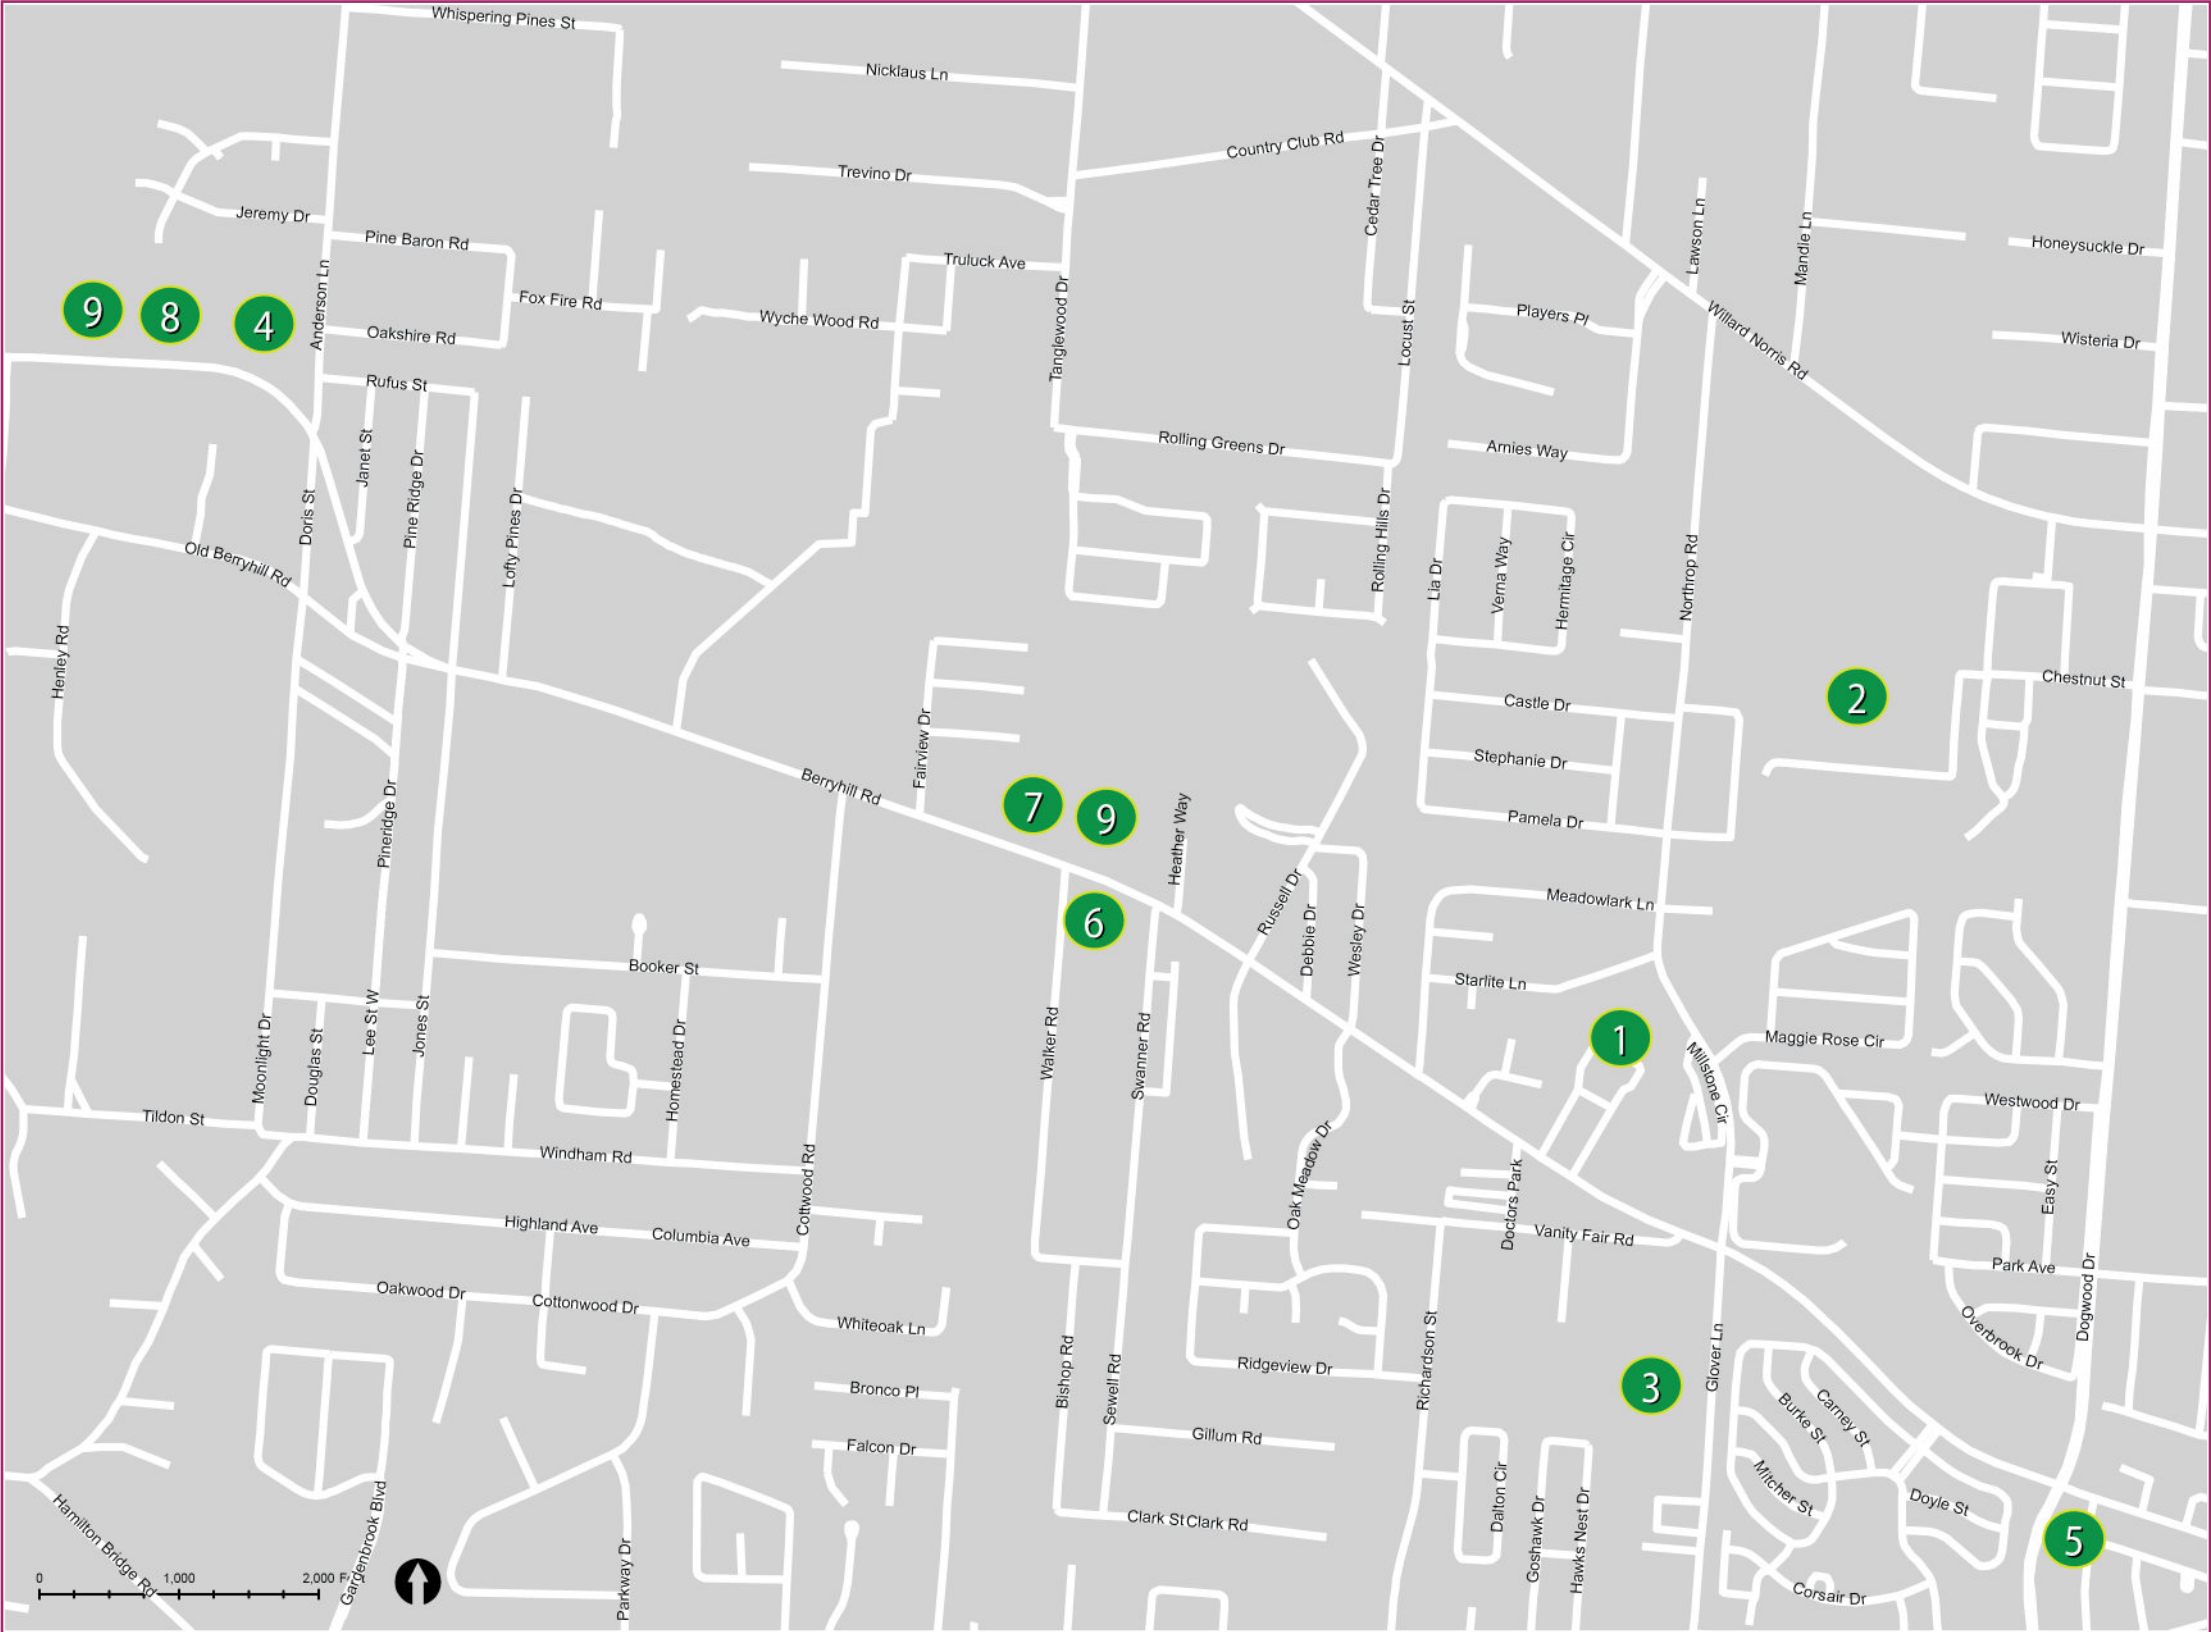 Whispering Pines St
Nicklaus Ln
Country Club Rd
Cedar Tree Dr
Trevino Dr
Jeremy Dr
Pine Baron Rd
Lawson Ln
Mandie Ln
Honeysuckle Dr
Truluck Ave
Anderson Ln
Fox Fire Rd
Wyche Wood Rd
Tanglewood Dr
Locust St
Players Pl
Willard Norris Rd
Wisteria Dr
9
8
4
Oakshire Rd
Rufus St
Janet St
Pine Ridge Dr
Rolling Greens Dr
Arnies Way
Doris St
Lofty Pines Dr
Rolling Hills Dr
Lia Dr
Verna Way
Hermitage Cir
Northrop Rd
Old Berryhill Rd
Henley Rd
Chestnut St
2
Castle Dr
Fairview Dr
Stephanie Dr
Berryhill Rd
Pineridge Dr
7
9
Heather Way
Pamela Dr
6
Russell Dr
Debbie Dr
Wesley Dr
Meadowlark Ln
Booker St
Starlite Ln
1
Moonlight Dr
Douglas St
Lee St W
Jones St
Homestead Dr
Walker Rd
Swanner Rd
Millstone Cir
Maggie Rose Cir
Westwood Dr
Tildon St
Windham Rd
Cottwood Rd
Oak Meadow Dr
Doctors Park
Easy St
Highland Ave
Columbia Ave
Vanity Fair Rd
Park Ave
Oakwood Dr
Cottonwood Dr
Whiteoak Ln
Dogwood Dr
Overbrook Dr
Bishop Rd
Sewell Rd
Ridgeview Dr
Richardson St
Glover Ln
3
Bronco Pl
Burke St
Carney St
Falcon Dr
Gillum Rd
Mitcher St
Doyle St
Dalton Cir
Goshawk Dr
Hawks Nest Dr
Clark St
Clark Rd
5
Hamilton Bridge Rd
Gardenbrook Blvd
Parkway Dr
Corsair Dr
0
1,000
2,000